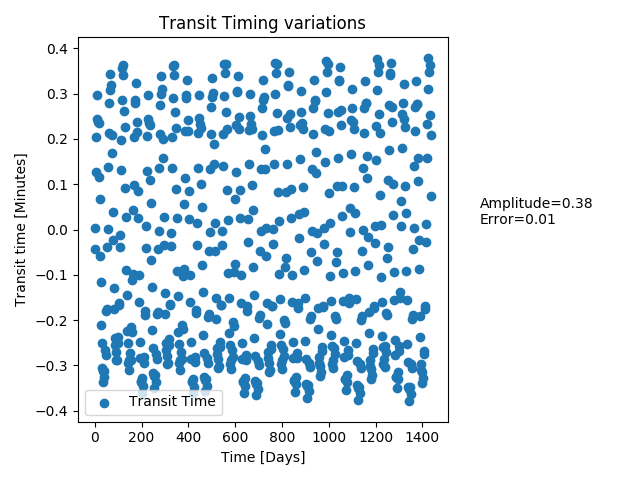 Transit Timing variations
Transit time [Minutes]
0.4
0.3
0.2
0.1
0.0
−0.1
−0.2
−0.3
−0.4
Amplitude=0.38
Error=0.01
Transit Time
0 200 400 600 800 1000 1200 1400
Time [Days]